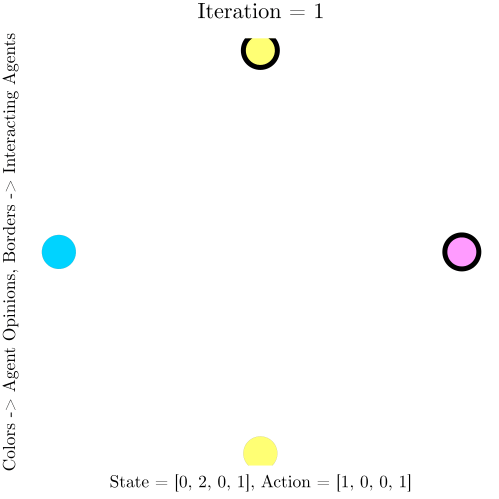 Iteration = 1
Colors -> Agent Opinions, Borders -> Interacting Agents
State = [0, 2, 0, 1], Action = [1, 0, 0, 1]